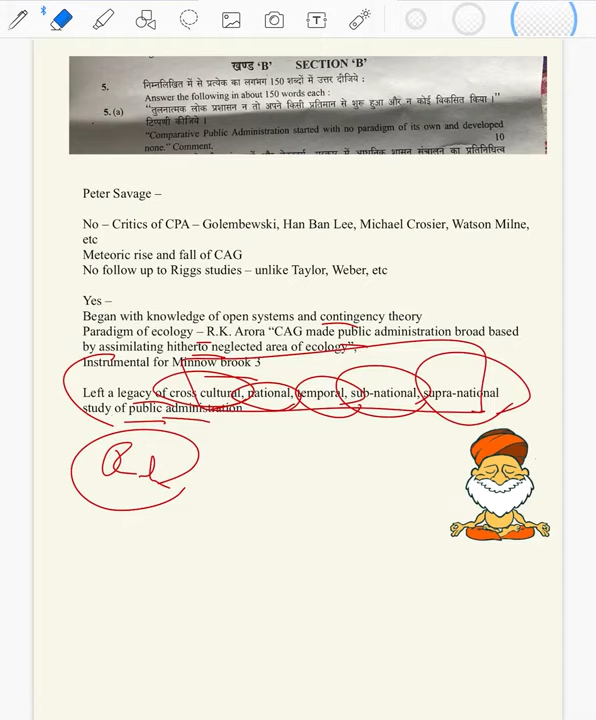 खण्ड 'B' SECTION 'B'
5. निम्नलिखित में से प्रत्येक का लगभग 150 शब्दों में उत्तर दीजिये :
Answer the following in about 150 words each :
5. (a) "तुलनात्मक लोक प्रशासन न तो अपने किसी प्रतिमान से शुरू हुआ और न कोई विकसित किया ।"
टिप्पणी कीजिये ।
"Comparative Public Administration started with no paradigm of its own and developed
none." Comment. 10
में आधुनिक शासन संचालन का प्रतिनिधित्व
Peter Savage –
No – Critics of CPA – Golembewski, Han Ban Lee, Michael Crosier, Watson Milne,
etc
Meteoric rise and fall of CAG
No follow up to Riggs studies – unlike Taylor, Weber, etc
Yes –
Began with knowledge of open systems and contingency theory
Paradigm of ecology – R.K. Arora "CAG made public administration broad based
by assimilating hitherto neglected area of ecology",
Instrumental for Minnow brook 3
Left a legacy of cross cultural, national, temporal, sub-national, supra-national
study of public administration